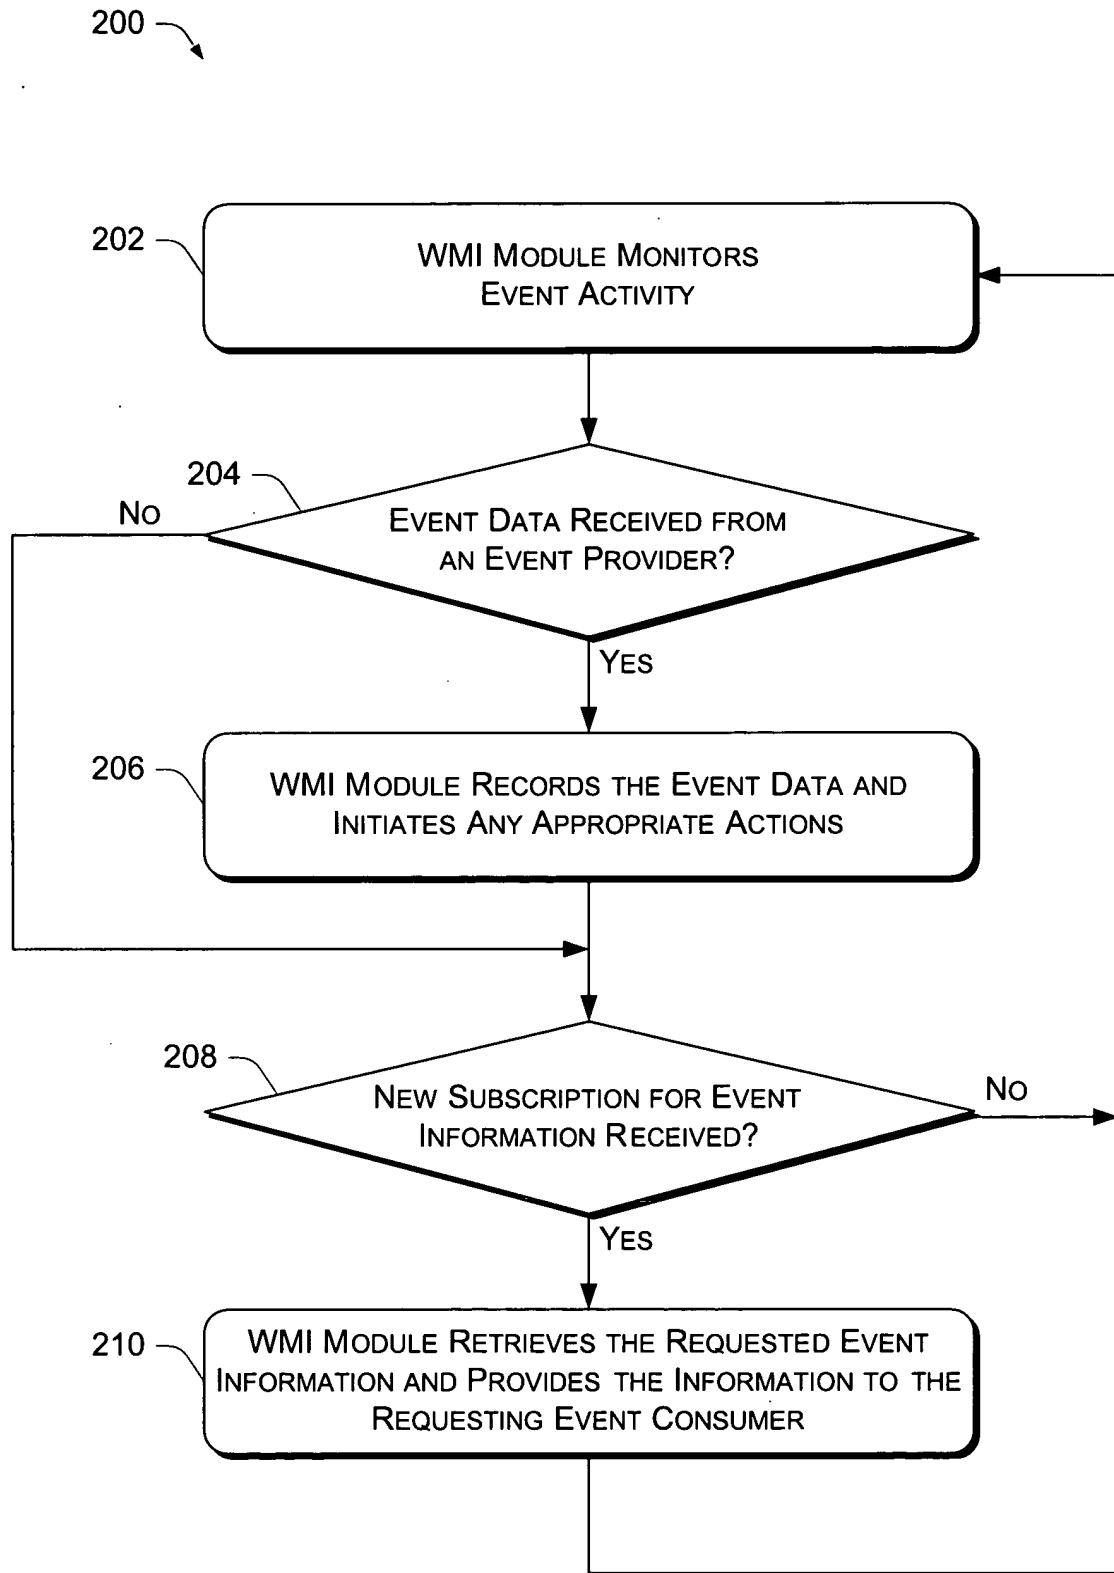 200
202
WMI MODULE MONITORS
EVENT ACTIVITY
204
NO
EVENT DATA RECEIVED FROM
AN EVENT PROVIDER?
YES
206
WMI MODULE RECORDS THE EVENT DATA AND
INITIATES ANY APPROPRIATE ACTIONS
208
NEW SUBSCRIPTION FOR EVENT
INFORMATION RECEIVED?
NO
YES
210
WMI MODULE RETRIEVES THE REQUESTED EVENT
INFORMATION AND PROVIDES THE INFORMATION TO THE
REQUESTING EVENT CONSUMER